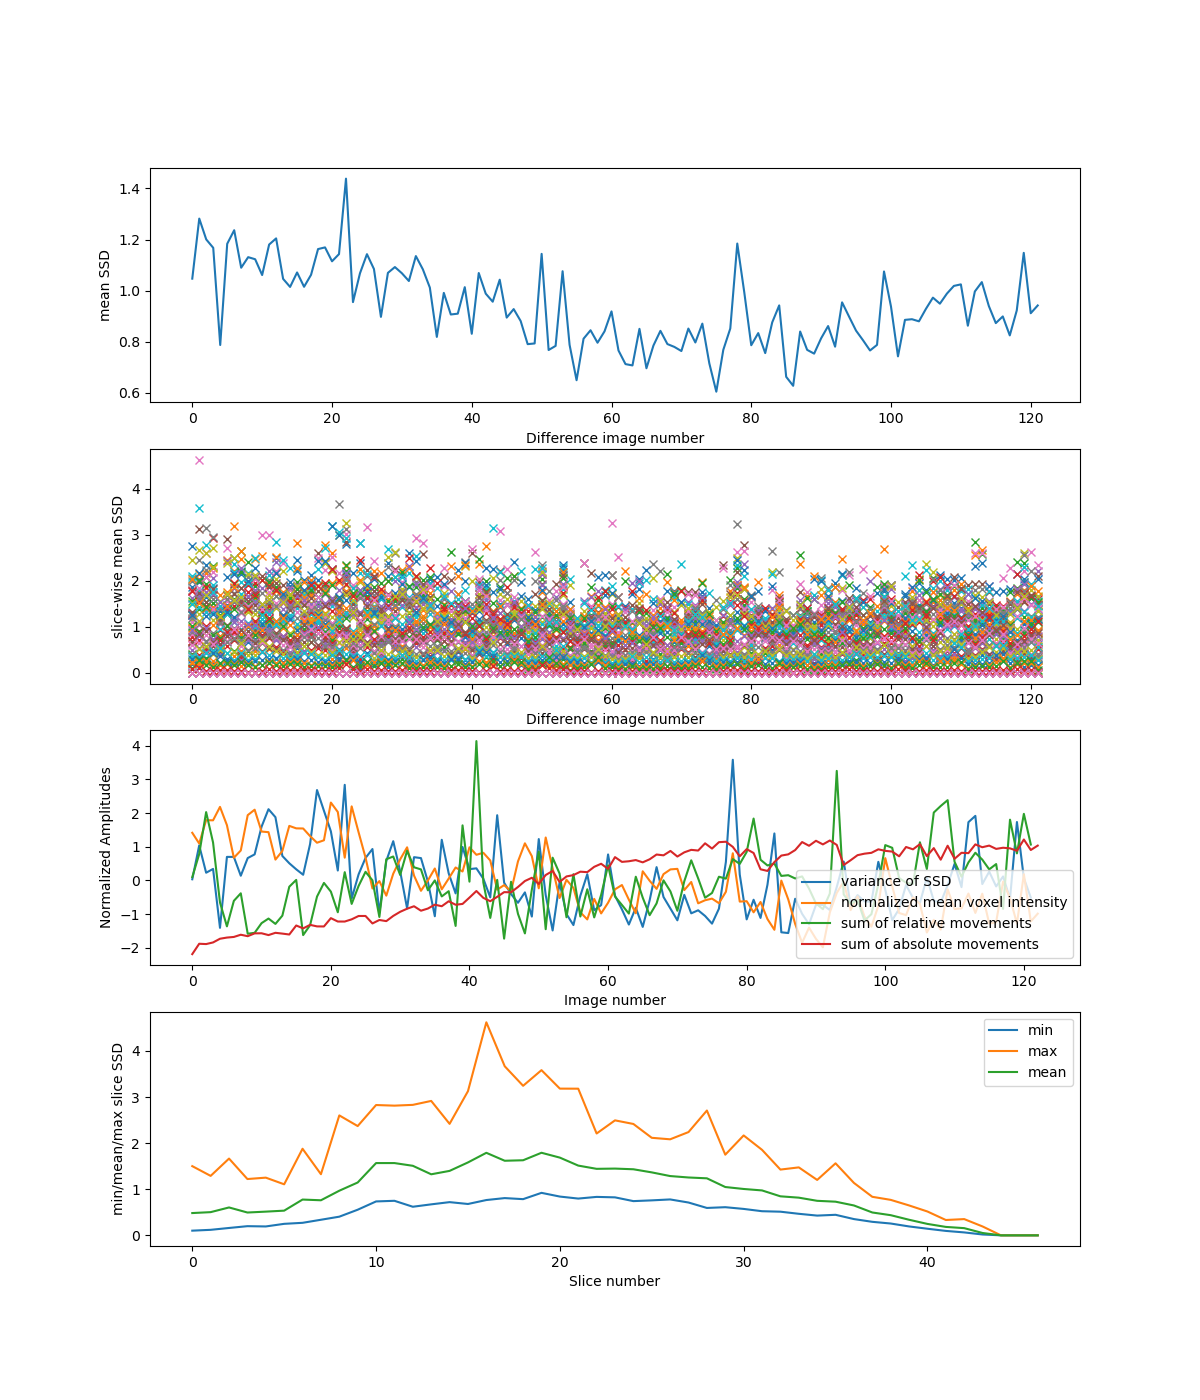 mean SSD
1.4
1.2
1.0
0.8
0.6
0 20 40 60 80 100 120
Difference image number
slice-wise mean SSD
4
3
2
1
0
0 20 40 60 80 100 120
Difference image number
Normalized Amplitudes
4
3
2
1
0
−1
−2
variance of SSD
normalized mean voxel intensity
sum of relative movements
sum of absolute movements
0 20 40 60 80 100 120
Image number
min/mean/max slice SSD
4
3
2
1
0
min
max
mean
0 10 20 30 40
Slice number